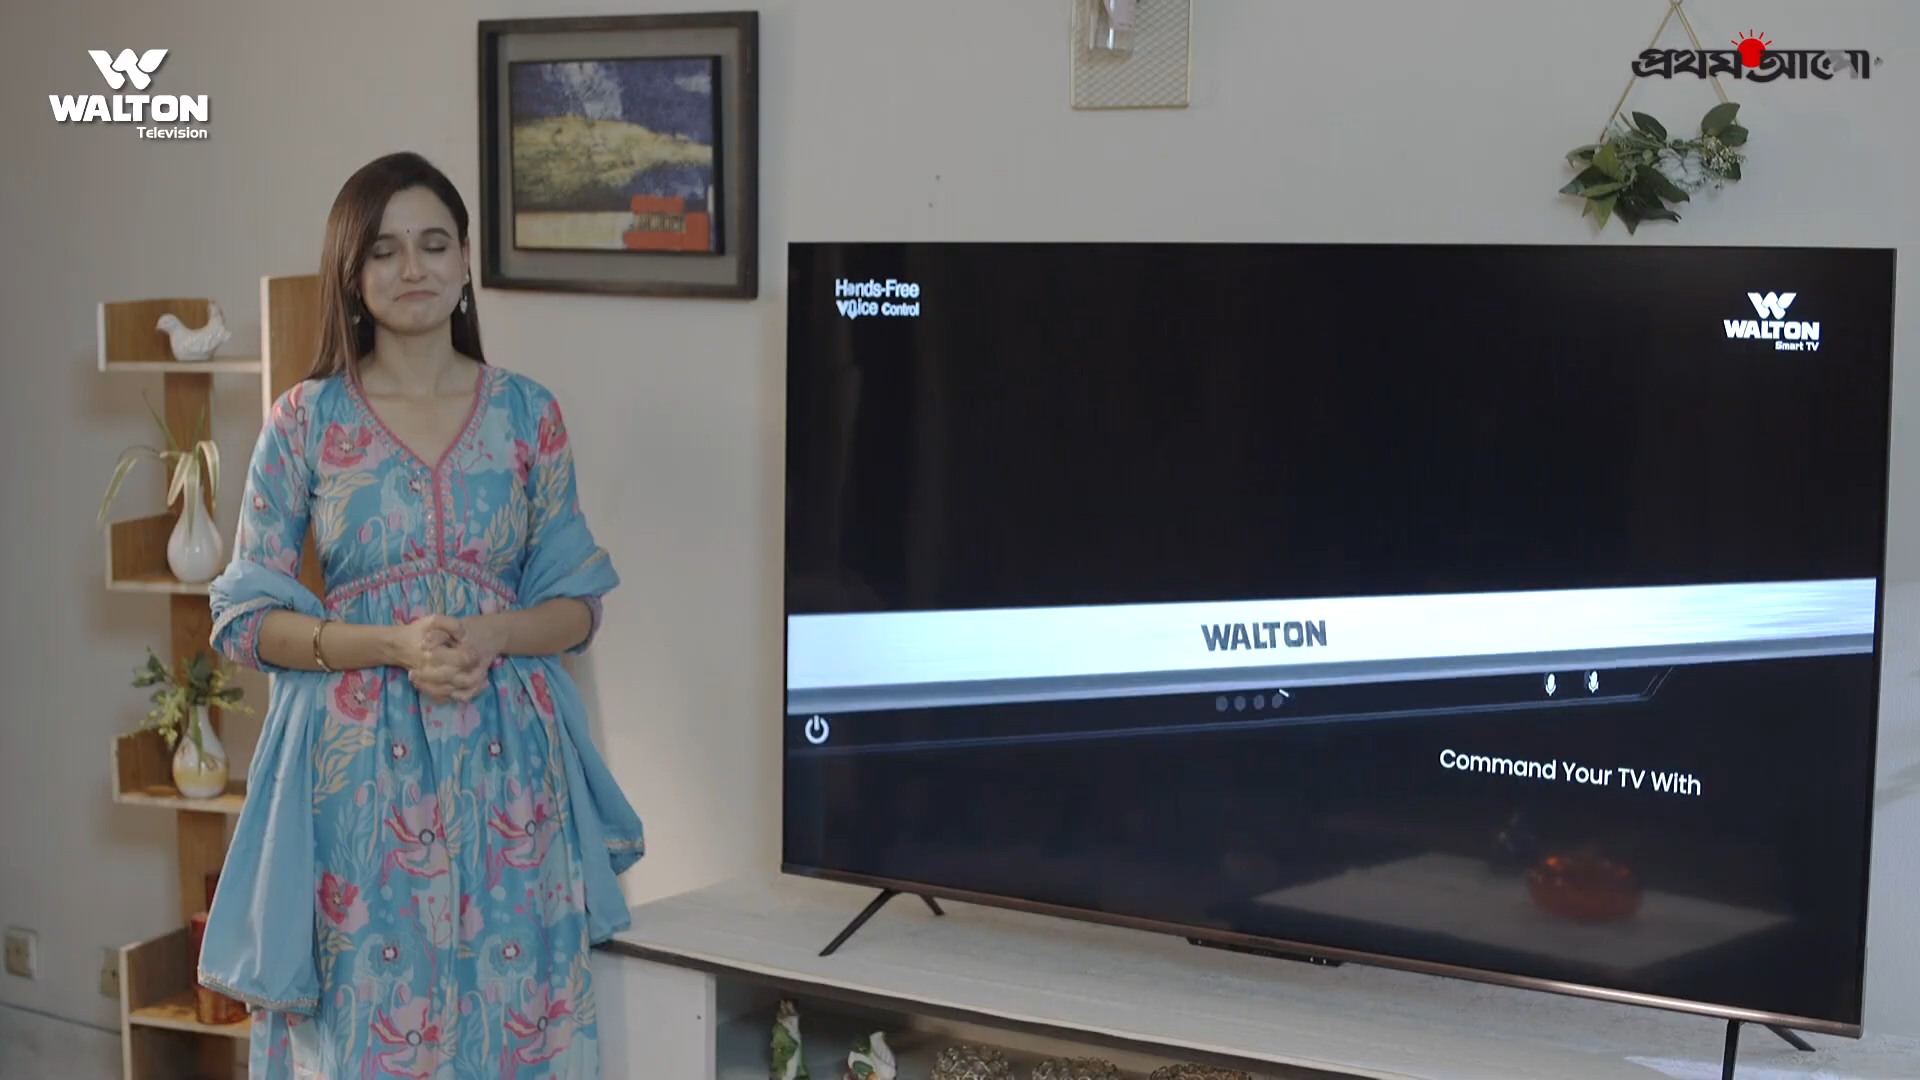 WALTON
Television
প্রথম আলো
Hands-Free
Voice Control
WALTON
Smart TV
WALTON
Command Your TV With